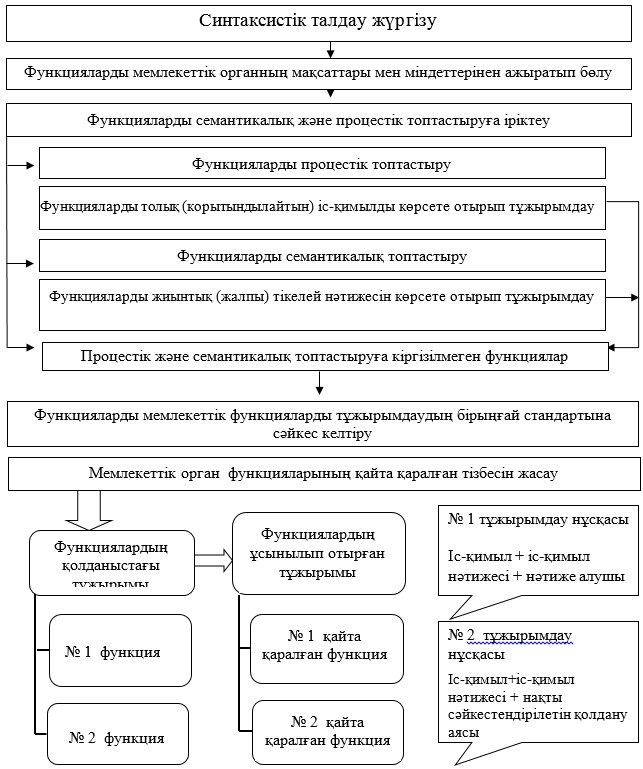 Синтаксистік талдау жүргізу
Функцияларды мемлекеттік органның мақсаттары мен міндеттерінен ажыратып бөлу
Функцияларды семантикалық және процестік топтастыруға іріктеу
Функцияларды процестік топтастыру
Функцияларды толық (корытындылайтын) іс-қимылды көрсете отырып тұжырымдау
Функцияларды семантикалық топтастыру
Функцияларды жиынтық (жалпы) тікелей нәтижесін көрсете отырып тұжырымдау
Процестік және семантикалық топтастыруға кіргізілмеген функциялар
Функцияларды мемлекеттік функцияларды тұжырымдаудың бірыңғай стандартына
сәйкес келтіру
Мемлекеттік орган функцияларының қайта қаралған тізбесін жасау
Функциялардың
қолданыстағы
тұжырымы
Функциялардың
ұсынылып отырған
тұжырымы
№ 1 функция
№ 2 функция
№ 1 қайта
қаралған функция
№ 2 қайта
қаралған функция
№ 1 тұжырымдау нұсқасы
Іс-қимыл + іс-қимыл
нәтижесі + нәтиже алушы
№ 2 тұжырымдау
нұсқасы
Іс-қимыл+іс-қимыл
нәтижесі + нақты
сәйкестендірілетін қолдану
аясы